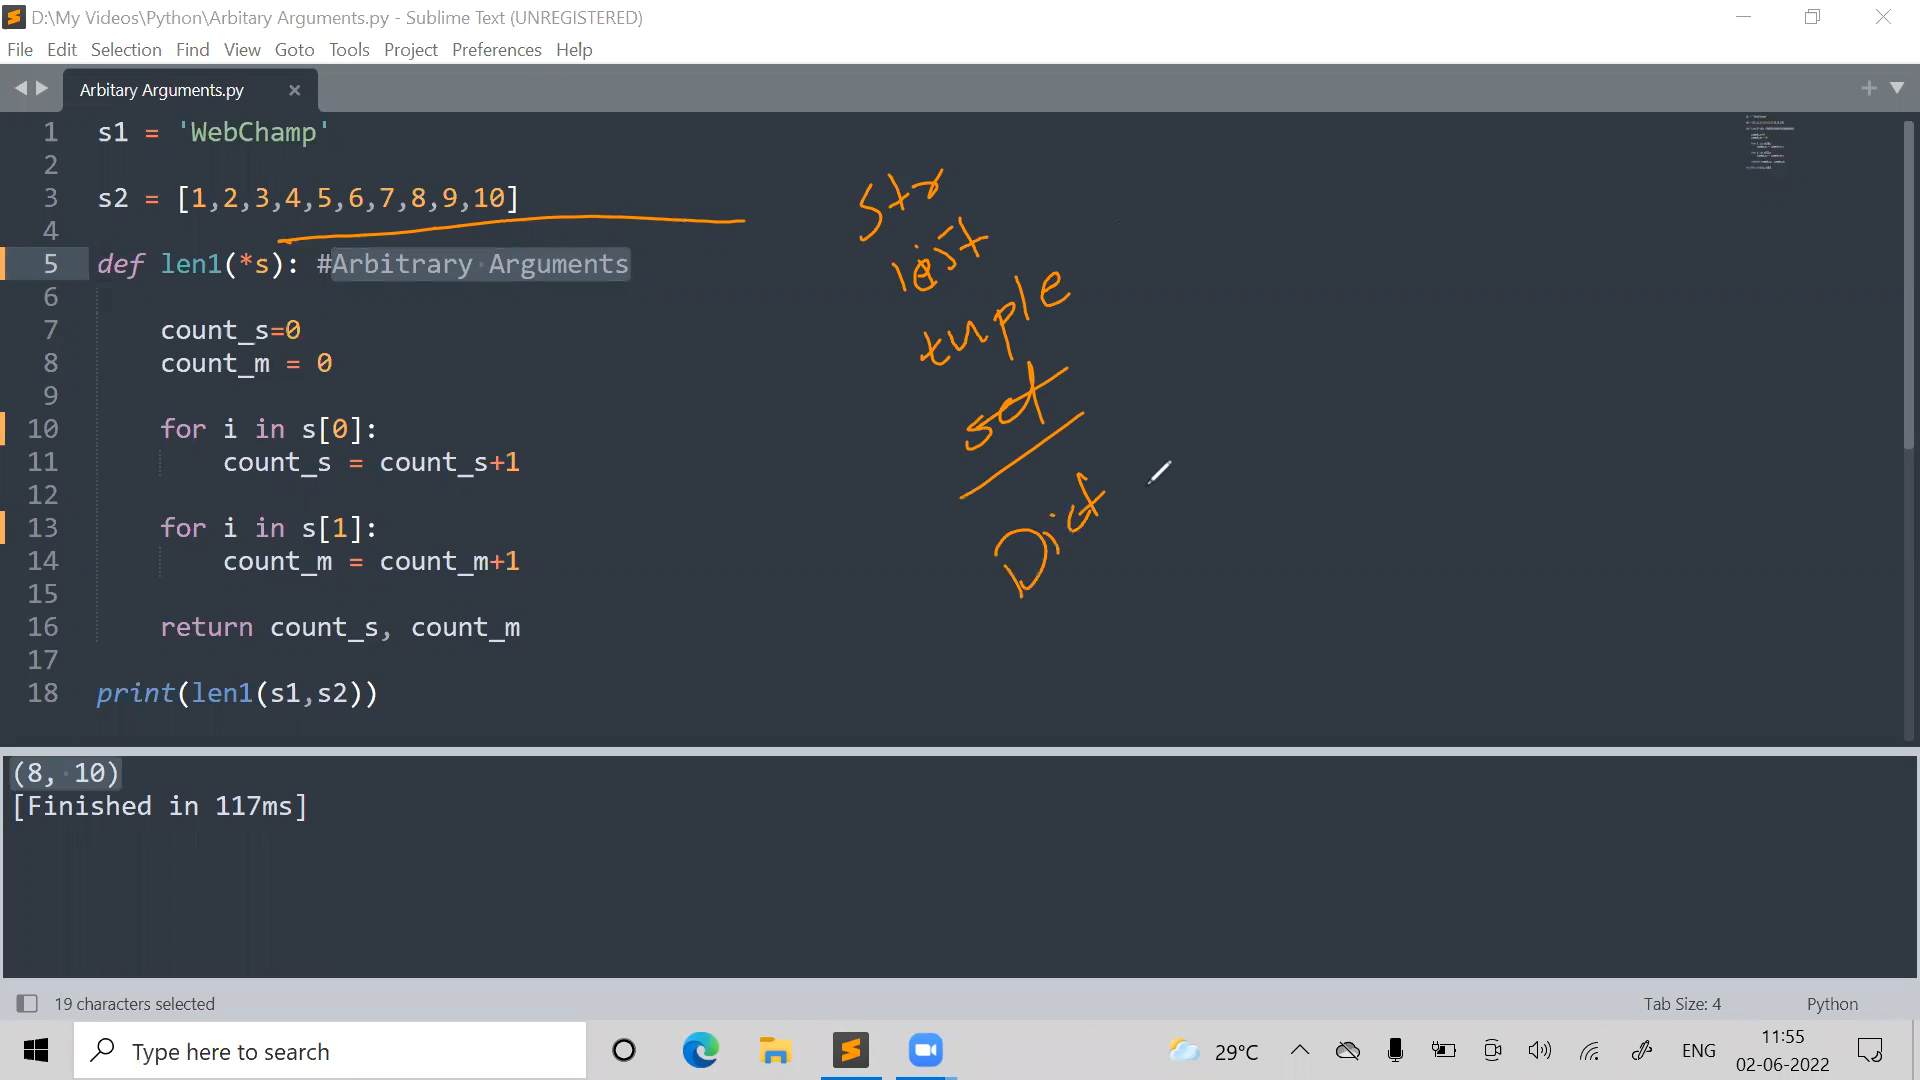 D:\My Videos\Python\Arbitary Arguments.py - Sublime Text (UNREGISTERED)
File Edit Selection Find View Goto Tools Project Preferences Help
Arbitary Arguments.py
1 s1 = 'WebChamp'
2
3 s2 = [1,2,3,4,5,6,7,8,9,10]
4
5 def len1(*s): #Arbitrary Arguments
6
7 count_s=0
8 count_m = 0
9
10 for i in s[0]:
11 count_s = count_s+1
12
13 for i in s[1]:
14 count_m = count_m+1
15
16 return count_s, count_m
17
18 print(len1(s1,s2))
Str
list
tuple
set
Dict
(8, 10)
[Finished in 117ms]
19 characters selected Tab Size: 4 Python
Type here to search 29°C ENG 11:55
02-06-2022